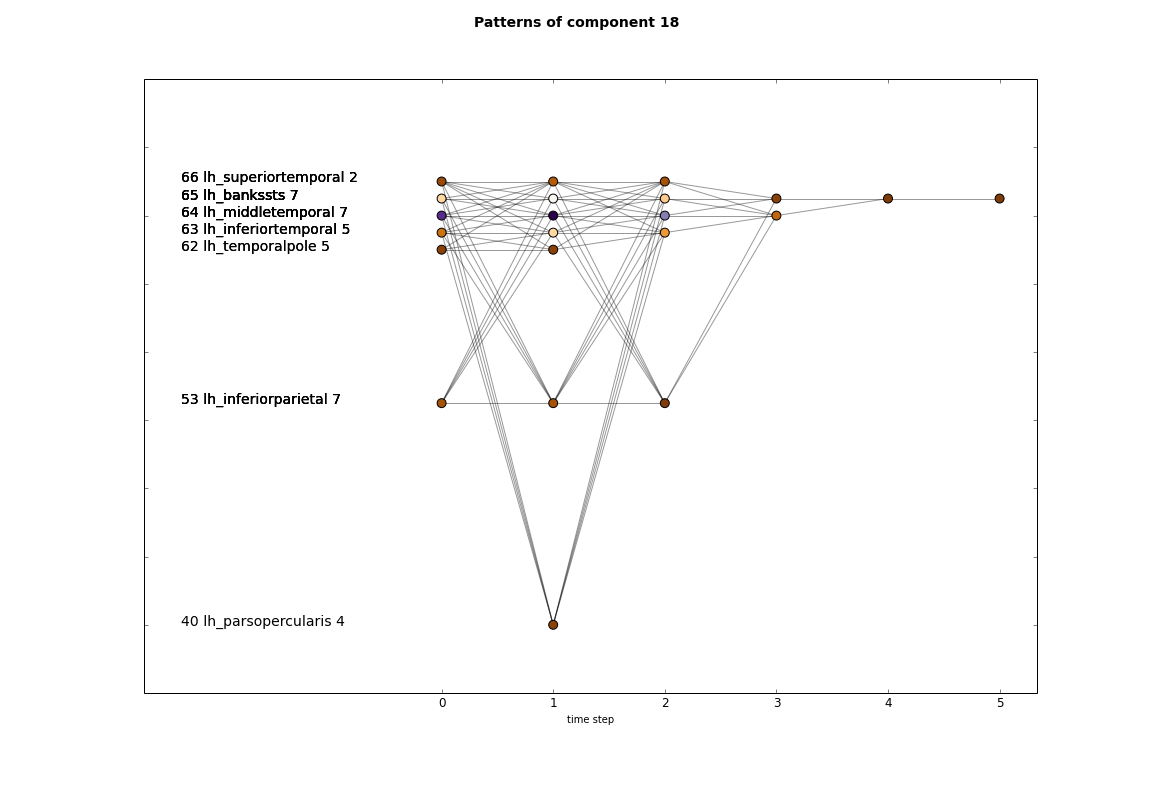 Patterns of component 18
66 lh_superiortemporal 2
65 lh_bankssts 7
64 lh_middletemporal 7
63 lh_inferiortemporal 5
62 lh_temporalpole 5
53 lh_inferiorparietal 7
40 lh_parsopercularis 4
0 1 2 3 4 5
time step